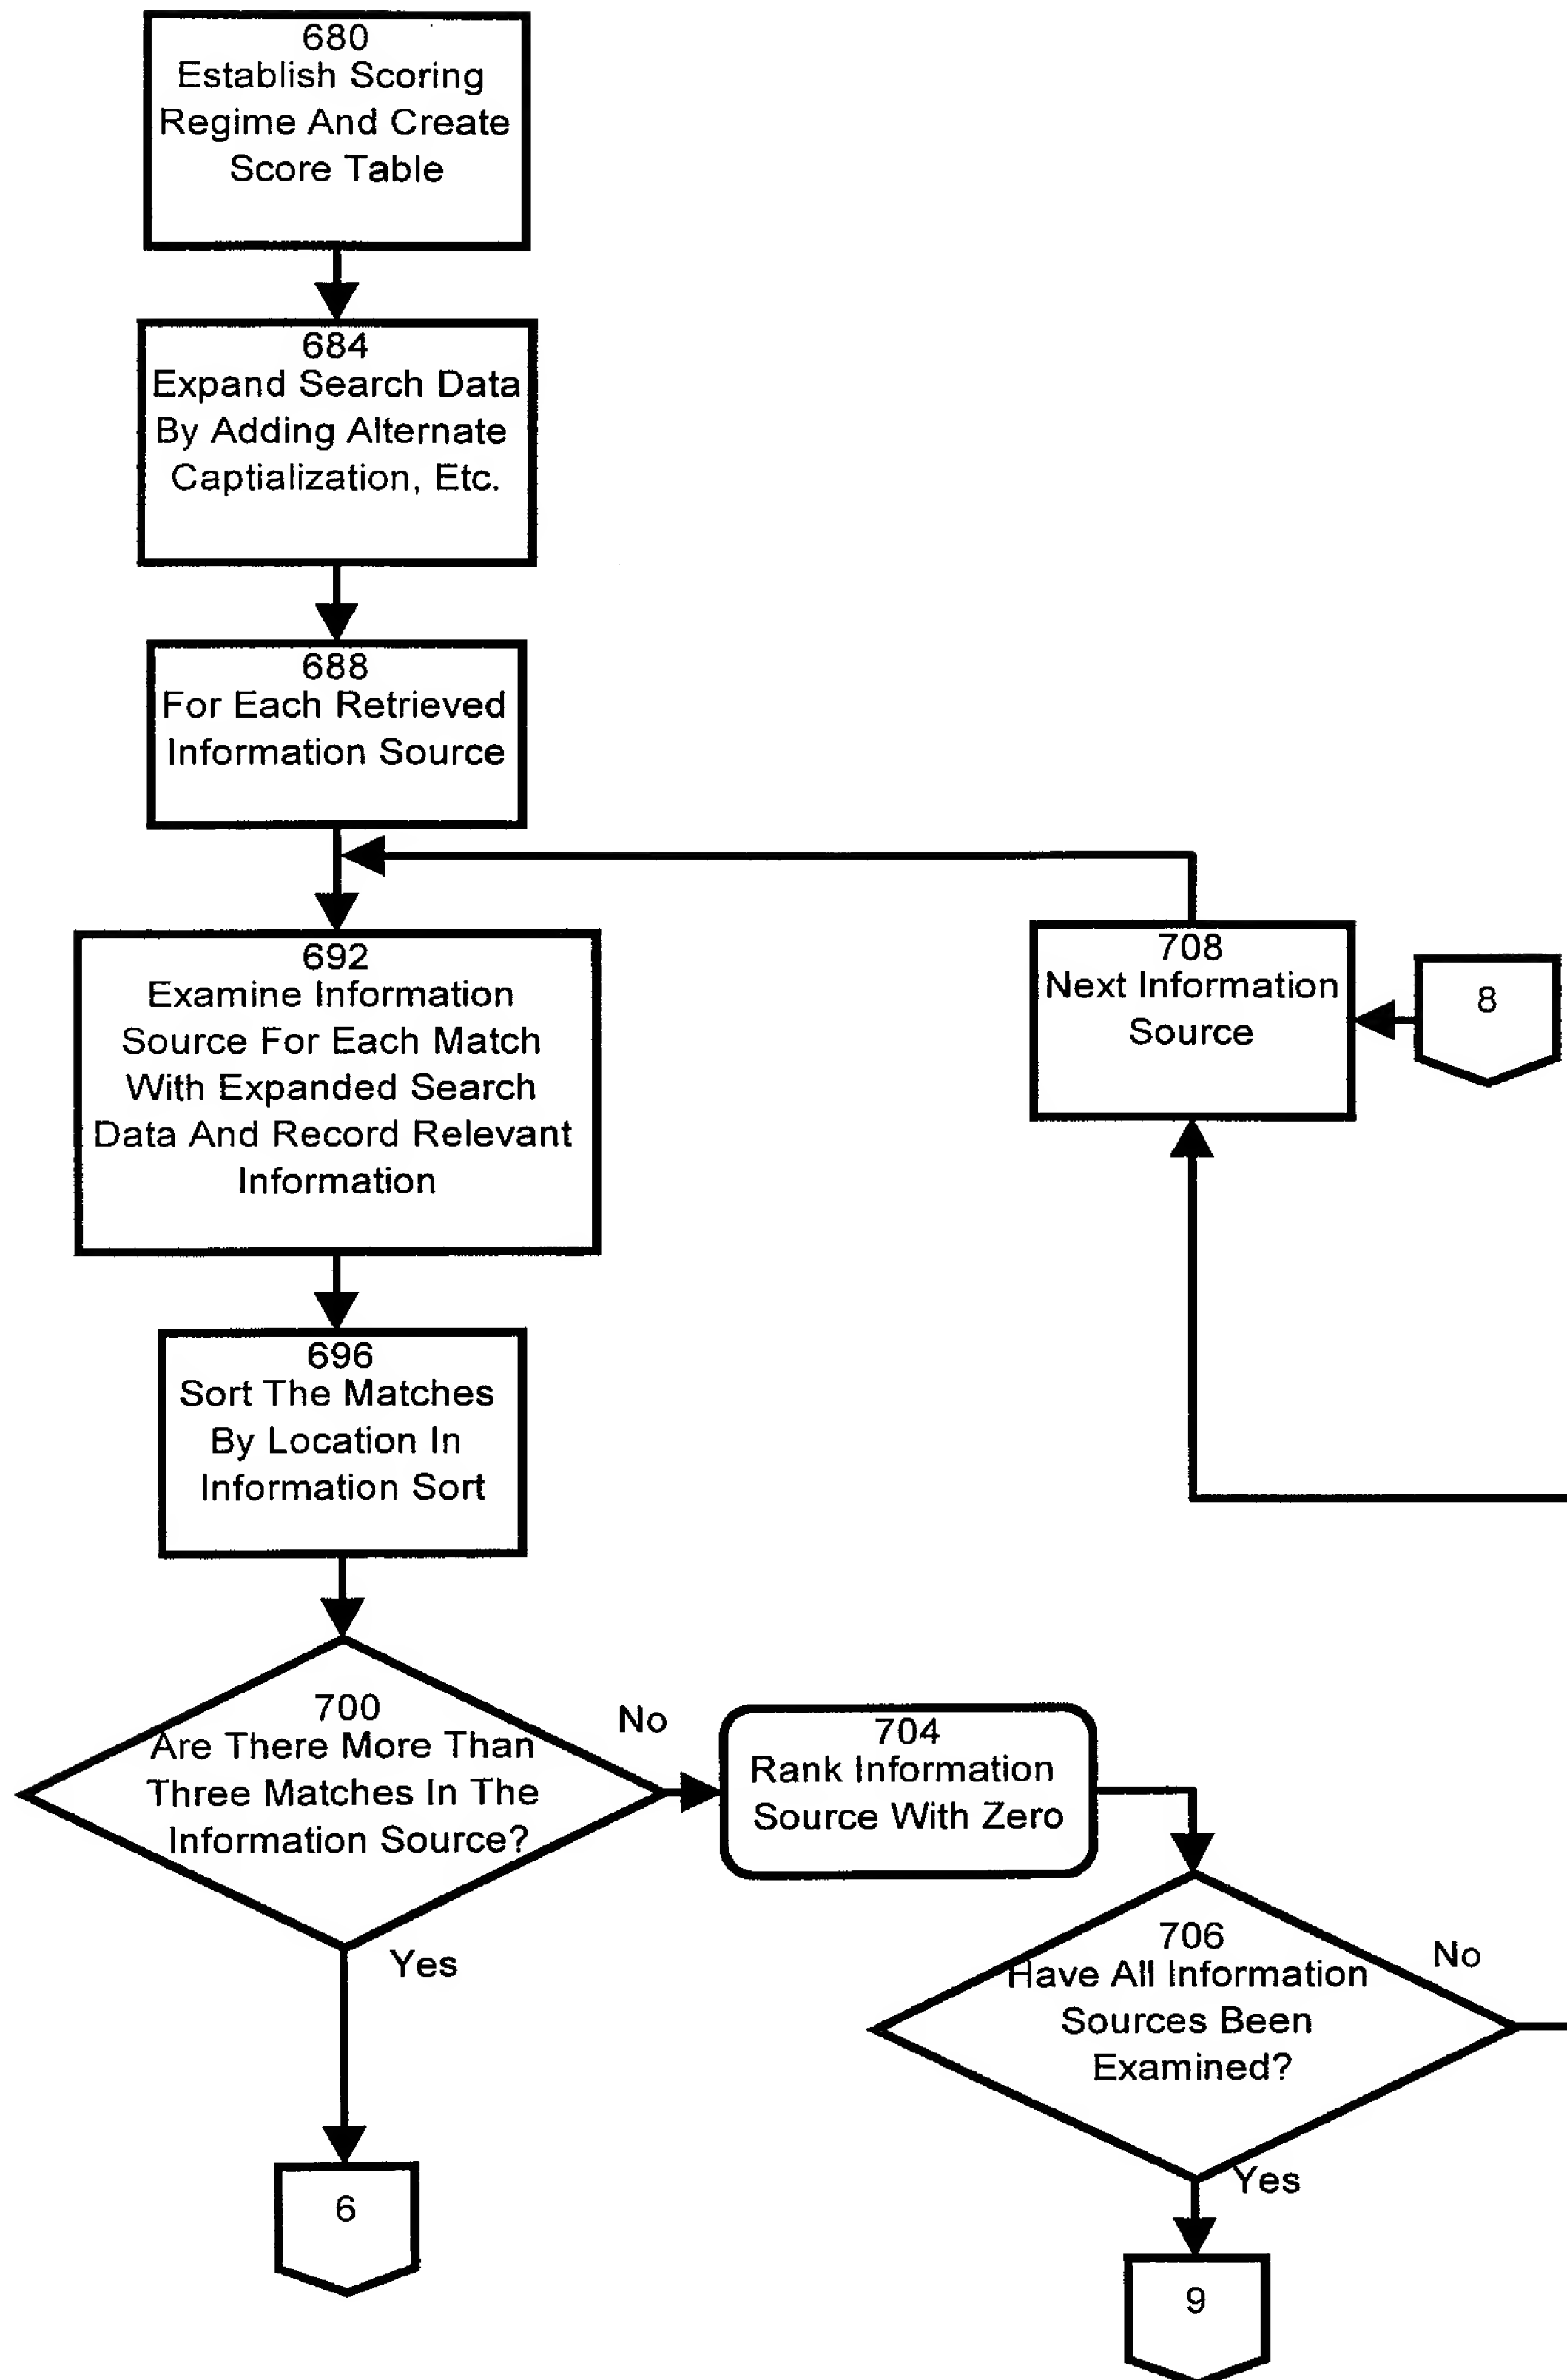 680
Establish Scoring
Regime And Create
Score Table
684
Expand Search Data
By Adding Alternate
Captialization, Etc.
688
For Each Retrieved
Information Source
692
Examine Information
Source For Each Match
With Expanded Search
Data And Record Relevant
Information
708
Next Information
Source
8
696
Sort The Matches
By Location In
Information Sort
700
Are There More Than
Three Matches In The
Information Source?
No
Yes
704
Rank Information
Source With Zero
706
Have All Information
Sources Been
Examined?
No
Yes
6
9